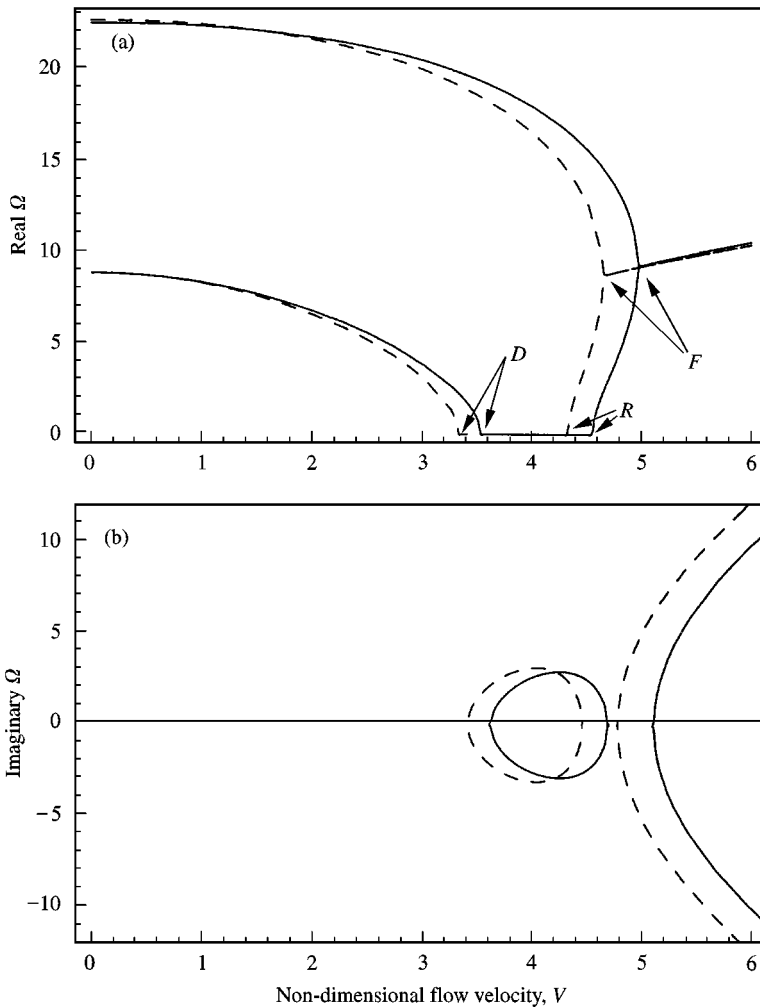 (a)
20
15
10
5
0
Real Ω
D
F
R
0 1 2 3 4 5 6
(b)
10
5
0
−5
−10
Imaginary Ω
0 1 2 3 4 5 6
Non-dimensional flow velocity, V